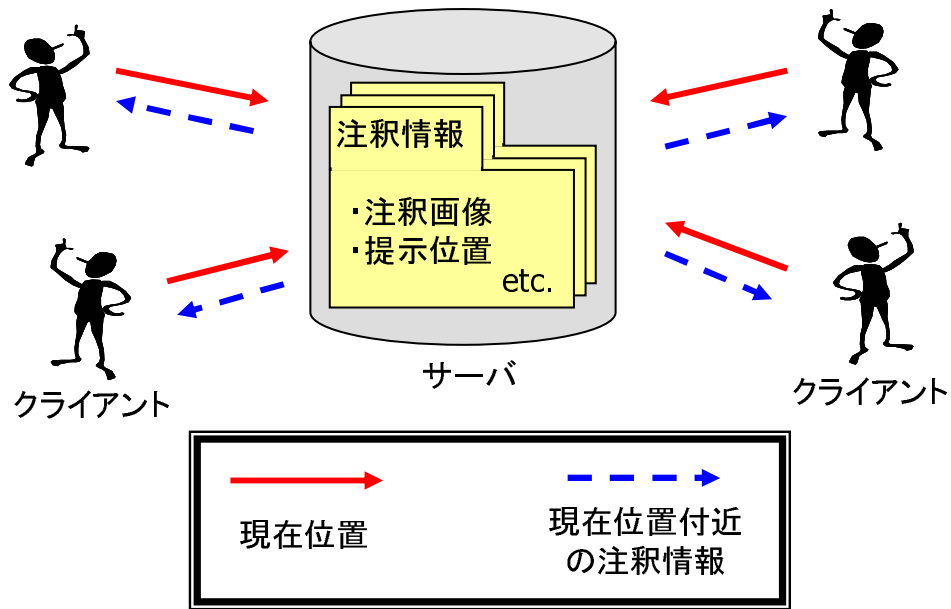 注釈情報
・注釈画像
・提示位置
etc.
サーバ
クライアント
クライアント
現在位置
現在位置付近
の注釈情報